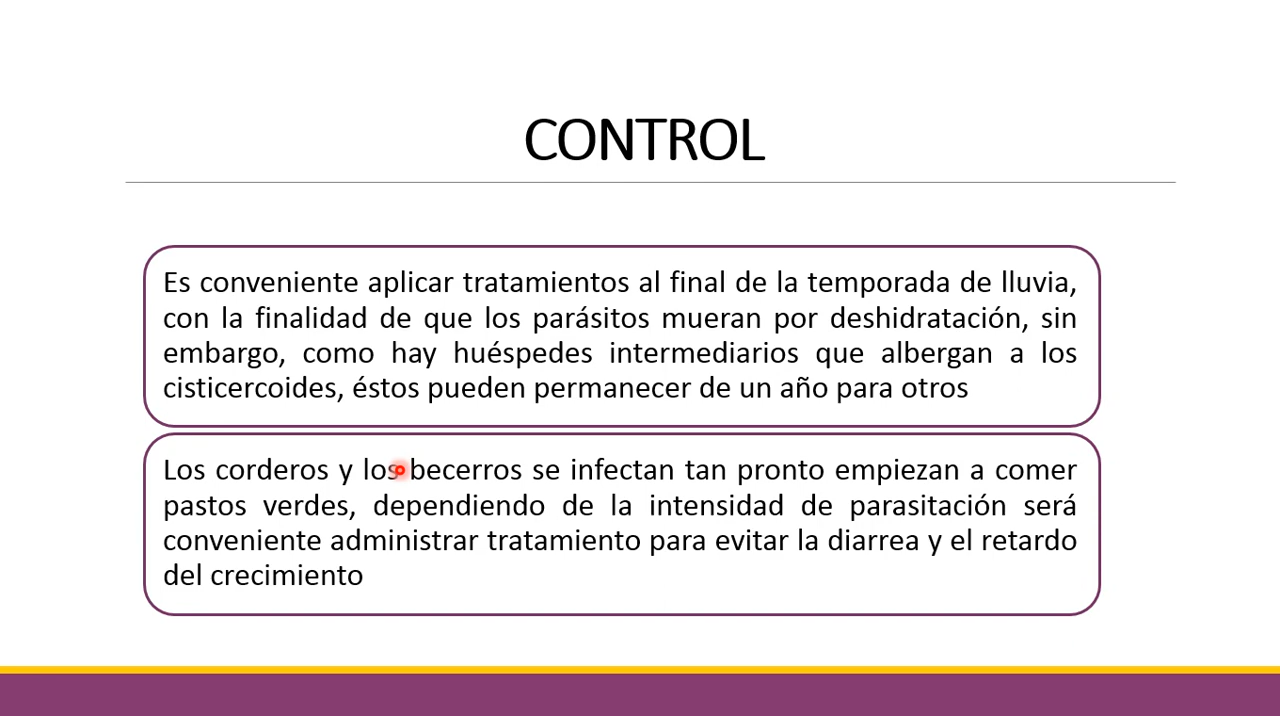 CONTROL
Es conveniente aplicar tratamientos al final de la temporada de lluvia,
con la finalidad de que los parásitos mueran por deshidratación, sin
embargo, como hay huéspedes intermediarios que albergan a los
cisticercoides, éstos pueden permanecer de un año para otros
Los corderos y los becerros se infectan tan pronto empiezan a comer
pastos verdes, dependiendo de la intensidad de parasitación será
conveniente administrar tratamiento para evitar la diarrea y el retardo
del crecimiento